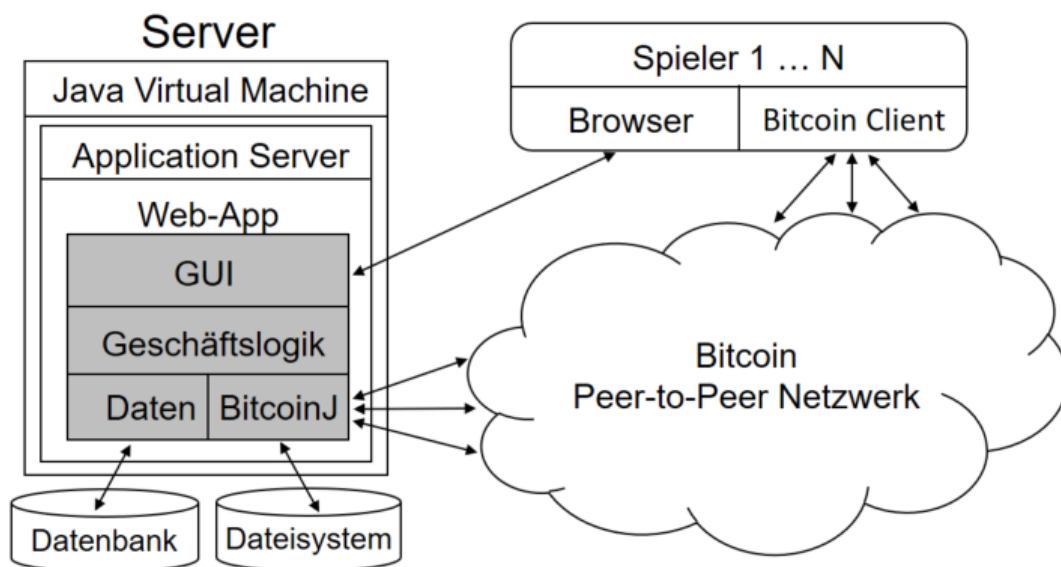 Server
Java Virtual Machine
Application Server
Web-App
GUI
Geschäftslogik
Daten
BitcoinJ
Datenbank
Dateisystem
Spieler 1 … N
Browser
Bitcoin Client
Bitcoin
Peer-to-Peer Netzwerk